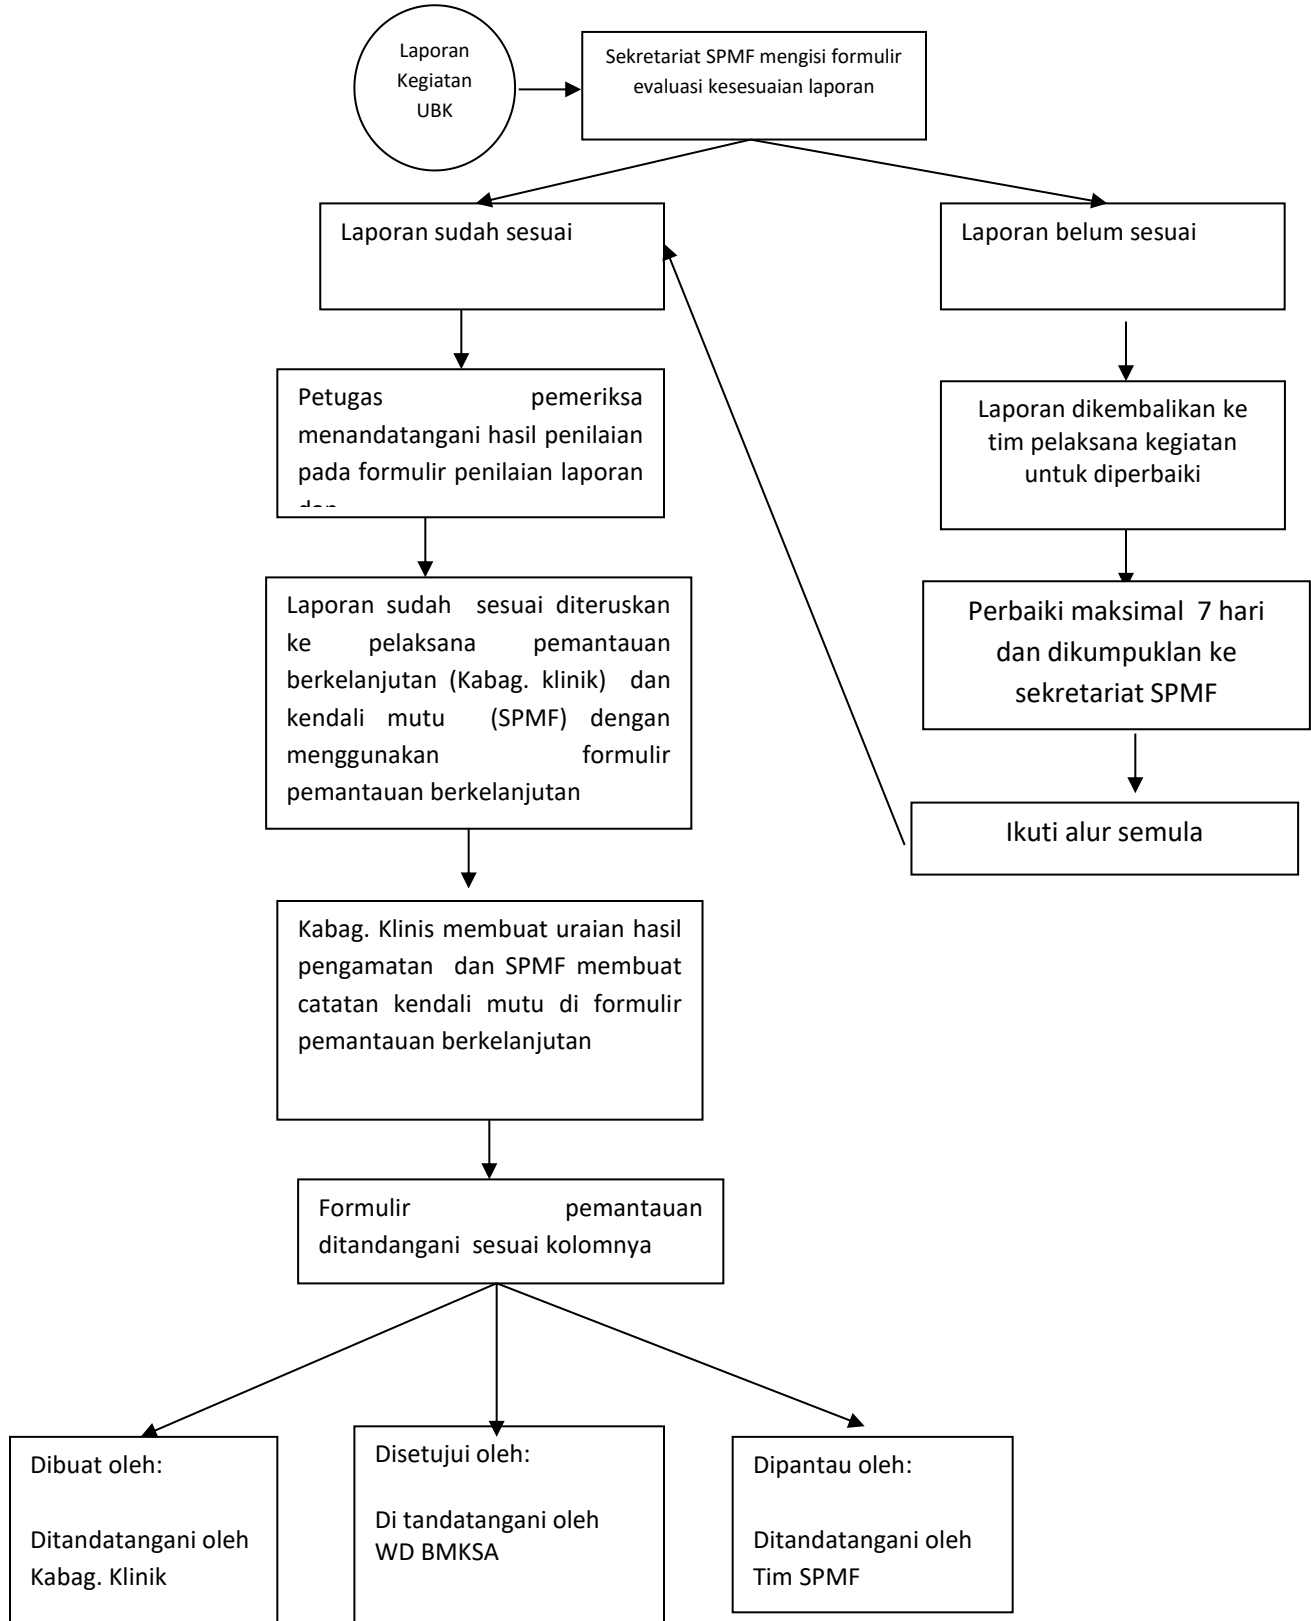 Laporan
Kegiatan
UBK
Sekretariat SPMF mengisi formulir
evaluasi kesesuaian laporan
Laporan sudah sesuai
Laporan belum sesuai
Petugas pemeriksa
menandatangani hasil penilaian
pada formulir penilaian laporan
Laporan dikembalikan ke
tim pelaksana kegiatan
untuk diperbaiki
Laporan sudah sesuai diteruskan
ke pelaksana pemantauan
berkelanjutan (Kabag. klinik) dan
kendali mutu (SPMF) dengan
menggunakan formulir
pemantauan berkelanjutan
Perbaiki maksimal 7 hari
dan dikumpuklan ke
sekretariat SPMF
Ikuti alur semula
Kabag. Klinis membuat uraian hasil
pengamatan dan SPMF membuat
catatan kendali mutu di formulir
pemantauan berkelanjutan
Formulir pemantauan
ditandangani sesuai kolomnya
Dibuat oleh:
Ditandatangani oleh
Kabag. Klinik
Disetujui oleh:
Di tandatangani oleh
WD BMKSA
Dipantau oleh:
Ditandatangani oleh
Tim SPMF